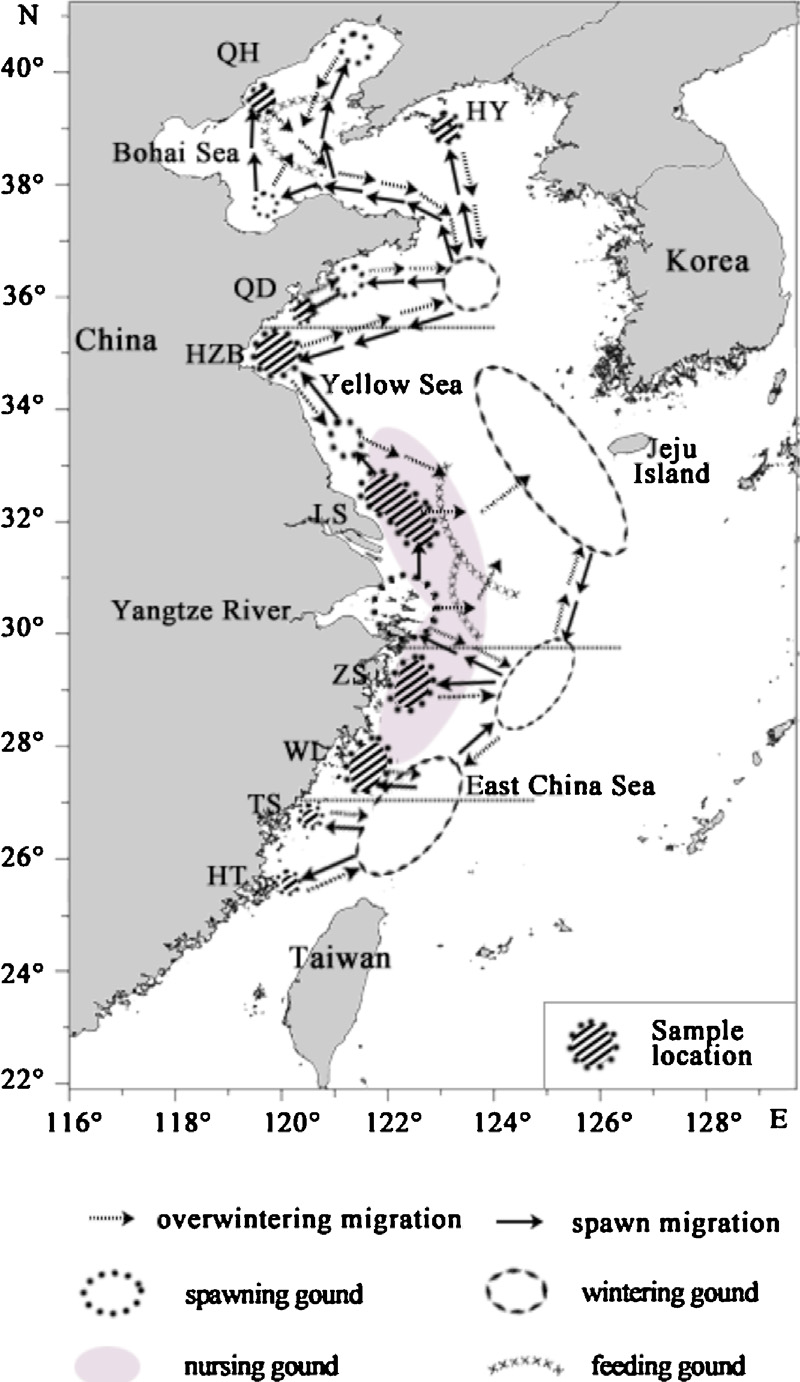 N
QH
40°
HY
Bohai Sea
38°
Korea
QD
36°
China
HZB
Yellow Sea
34°
Jeju
Island
LS
32°
Yangtze River
30°
ZS
WL
28°
East China Sea
TS
26°
HT
Taiwan
24°
Sample
location
22°
116° 118° 120° 122° 124° 126° 128° E
overwintering migration
spawn migration
spawning gound
wintering gound
nursing gound
feeding gound